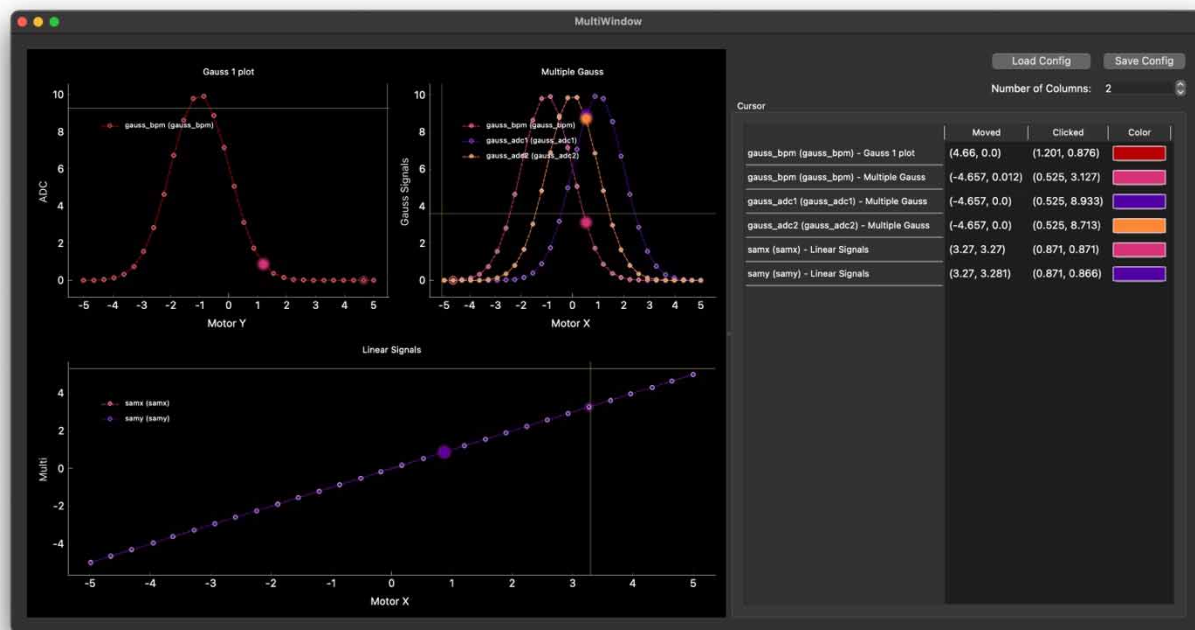 MultiWindow
Gauss 1 plot
10
8
6
4
2
0
ADC
gauss_bpm (gauss_bpm)
-5 -4 -3 -2 -1 0 1 2 3 4 5
Motor Y
Multiple Gauss
10
8
6
4
2
0
Gauss Signals
gauss_bpm (gauss_bpm)
gauss_adc1 (gauss_adc1)
gauss_adc2 (gauss_adc2)
-5 -4 -3 -2 -1 0 1 2 3 4 5
Motor X
Linear Signals
4
2
0
-2
-4
Multi
samx (samx)
samy (samy)
-5 -4 -3 -2 -1 0 1 2 3 4 5
Motor X
Load Config Save Config
Number of Columns: 2
Cursor
Moved Clicked Color
gauss_bpm (gauss_bpm) - Gauss 1 plot (4.66, 0.0) (1.201, 0.876)
gauss_bpm (gauss_bpm) - Multiple Gauss (-4.657, 0.012) (0.525, 3.127)
gauss_adc1 (gauss_adc1) - Multiple Gauss (-4.657, 0.0) (0.525, 8.933)
gauss_adc2 (gauss_adc2) - Multiple Gauss (-4.657, 0.0) (0.525, 8.713)
samx (samx) - Linear Signals (3.27, 3.27) (0.871, 0.871)
samy (samy) - Linear Signals (3.27, 3.281) (0.871, 0.866)